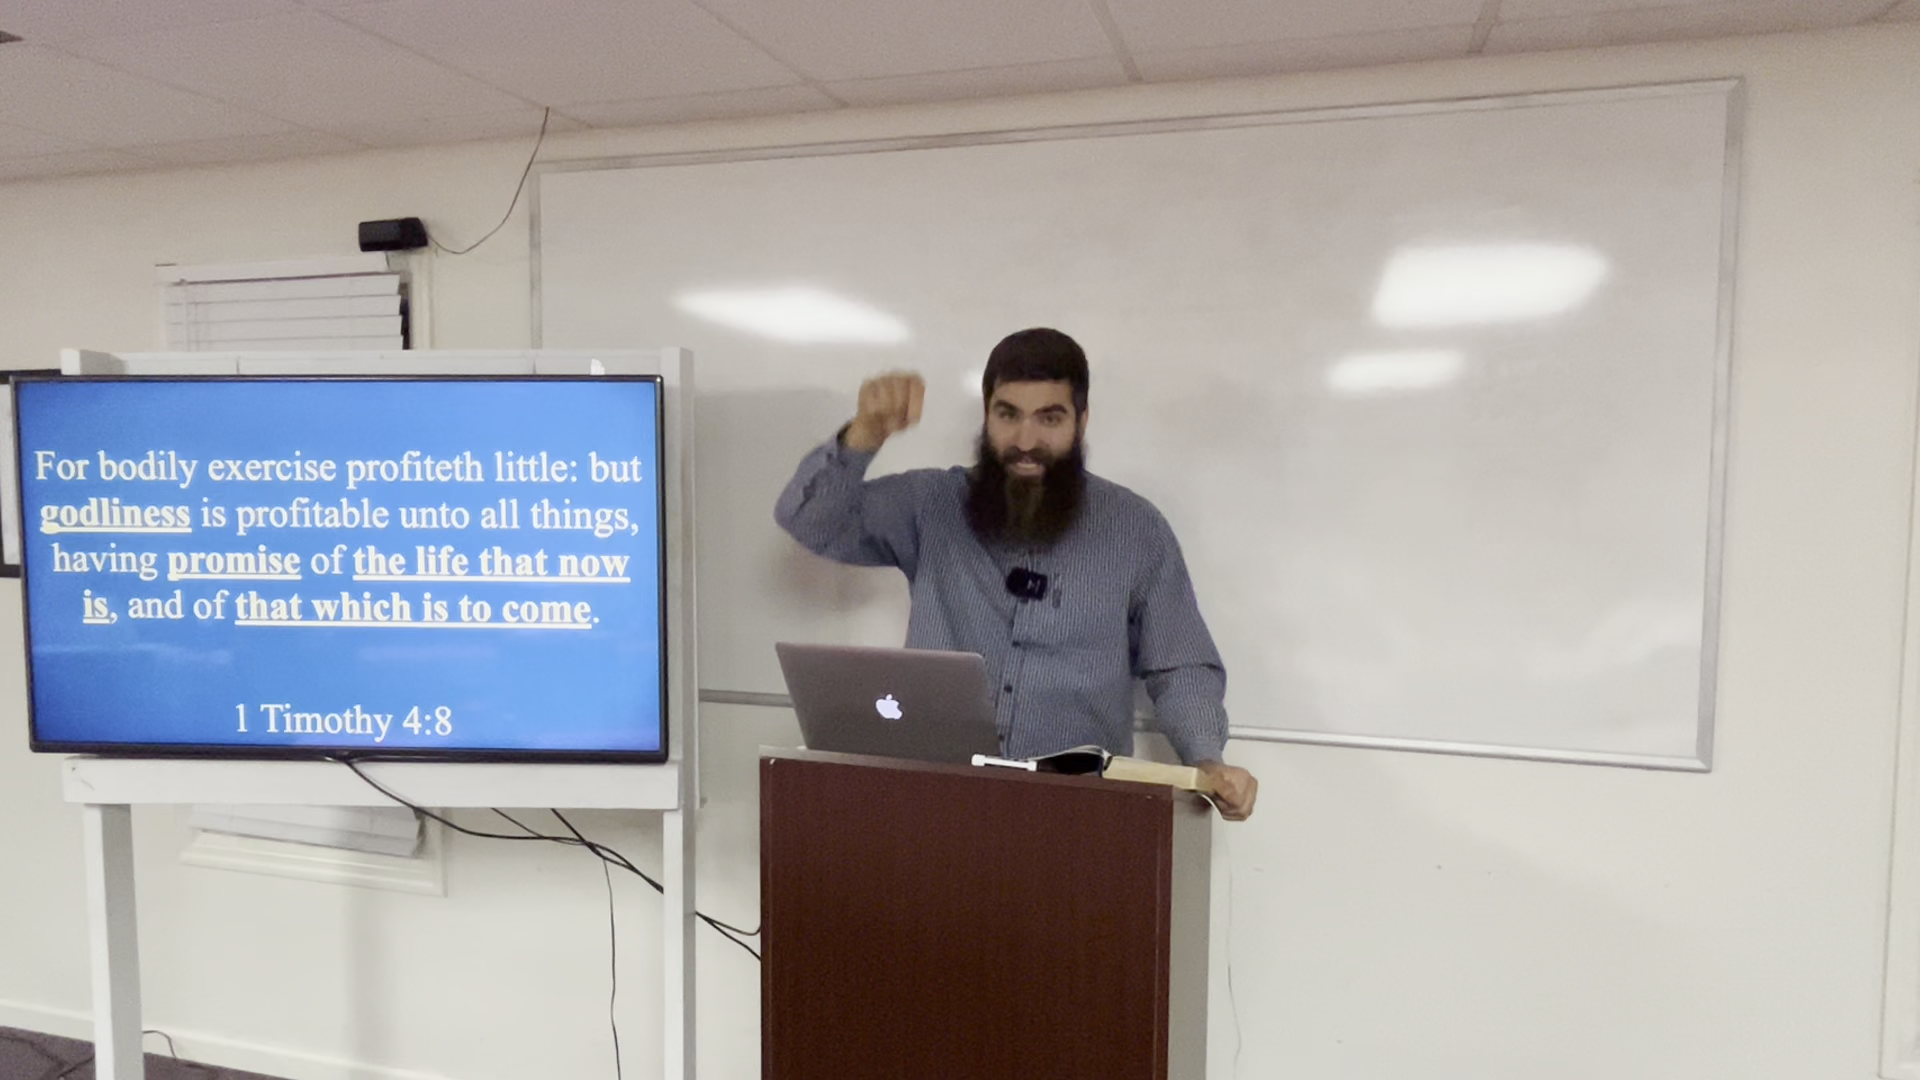 For bodily exercise profiteth little: but
godliness is profitable unto all things,
having promise of the life that now
is, and of that which is to come.
1 Timothy 4:8